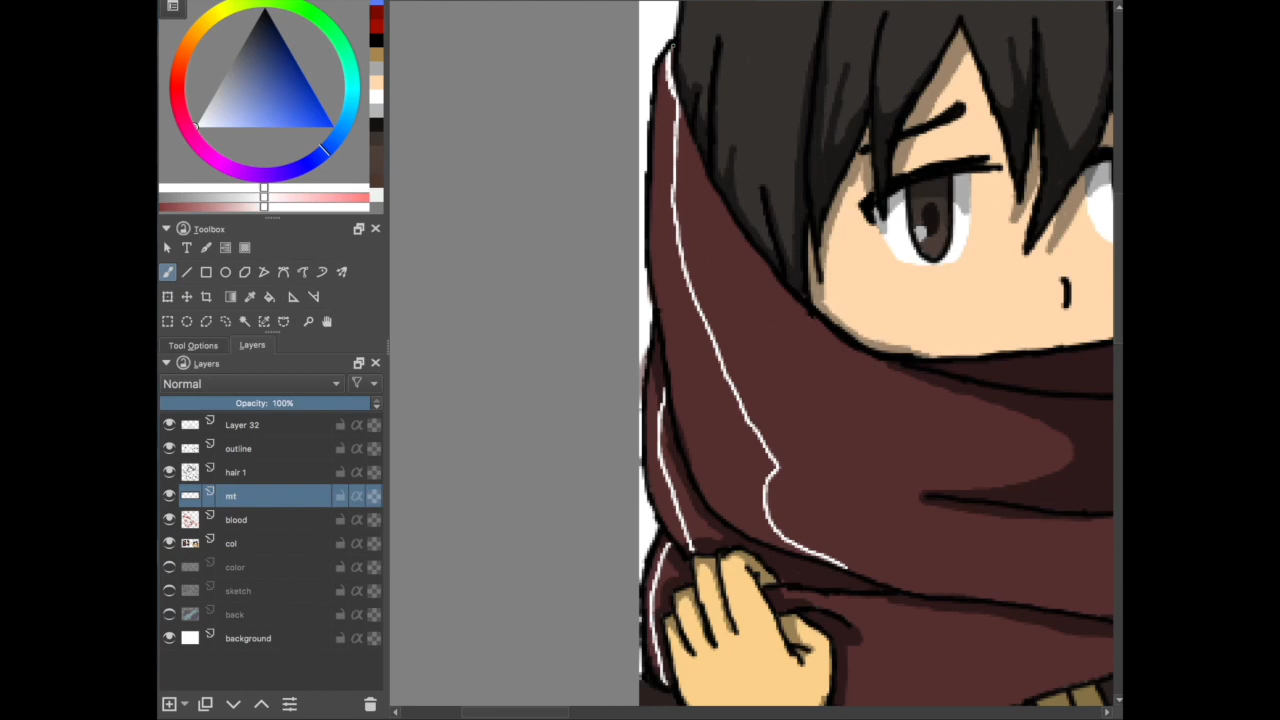 Toolbox
Tool Options
Layers
Layers
Normal
Opacity: 100%
Layer 32
outline
hair 1
mt
blood
col
color
sketch
back
background